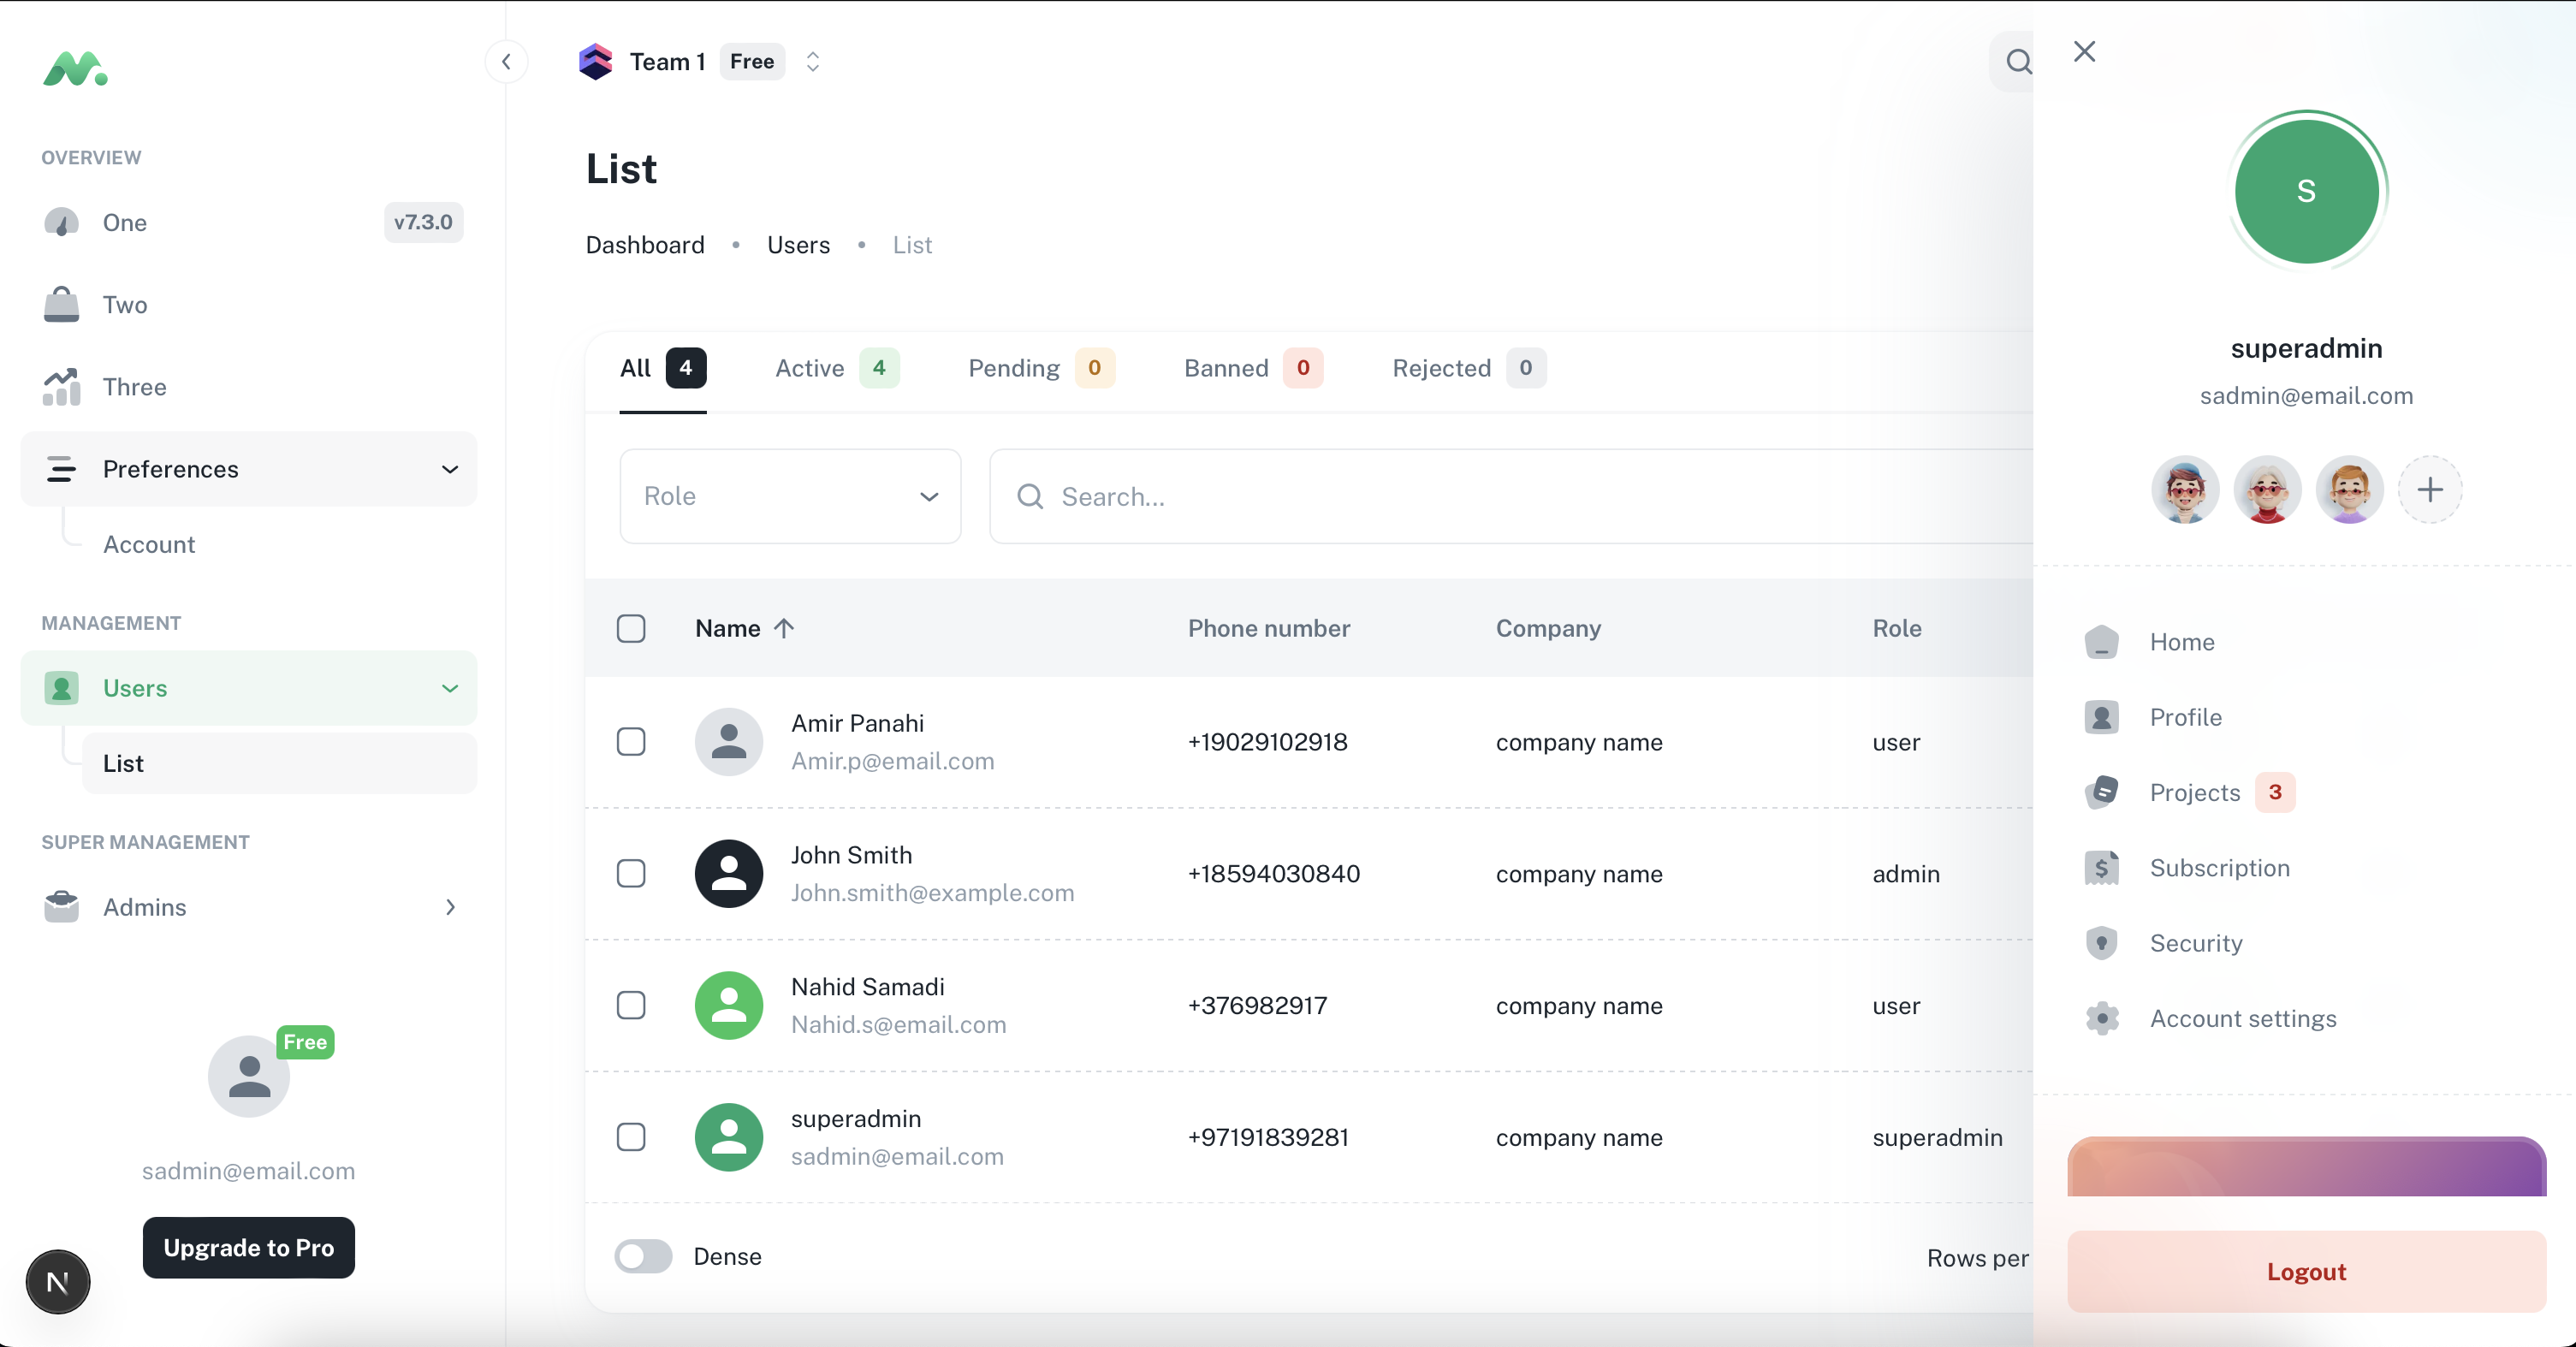 OVERVIEW
One v7.3.0
Two
Three
Preferences
Account
MANAGEMENT
Users
List
SUPER MANAGEMENT
Admins
Free
sadmin@email.com
Upgrade to Pro
N
Team 1 Free
List
Dashboard • Users • List
All 4 Active 4 Pending 0 Banned 0 Rejected 0
Role Search...
Name Phone number Company Role
Amir Panahi
Amir.p@email.com
+19029102918 company name user
John Smith
John.smith@example.com
+18594030840 company name admin
Nahid Samadi
Nahid.s@email.com
+376982917 company name user
superadmin
sadmin@email.com
+97191839281 company name superadmin
Dense Rows per
S
superadmin
sadmin@email.com
Home
Profile
Projects 3
$ Subscription
Security
Account settings
Logout